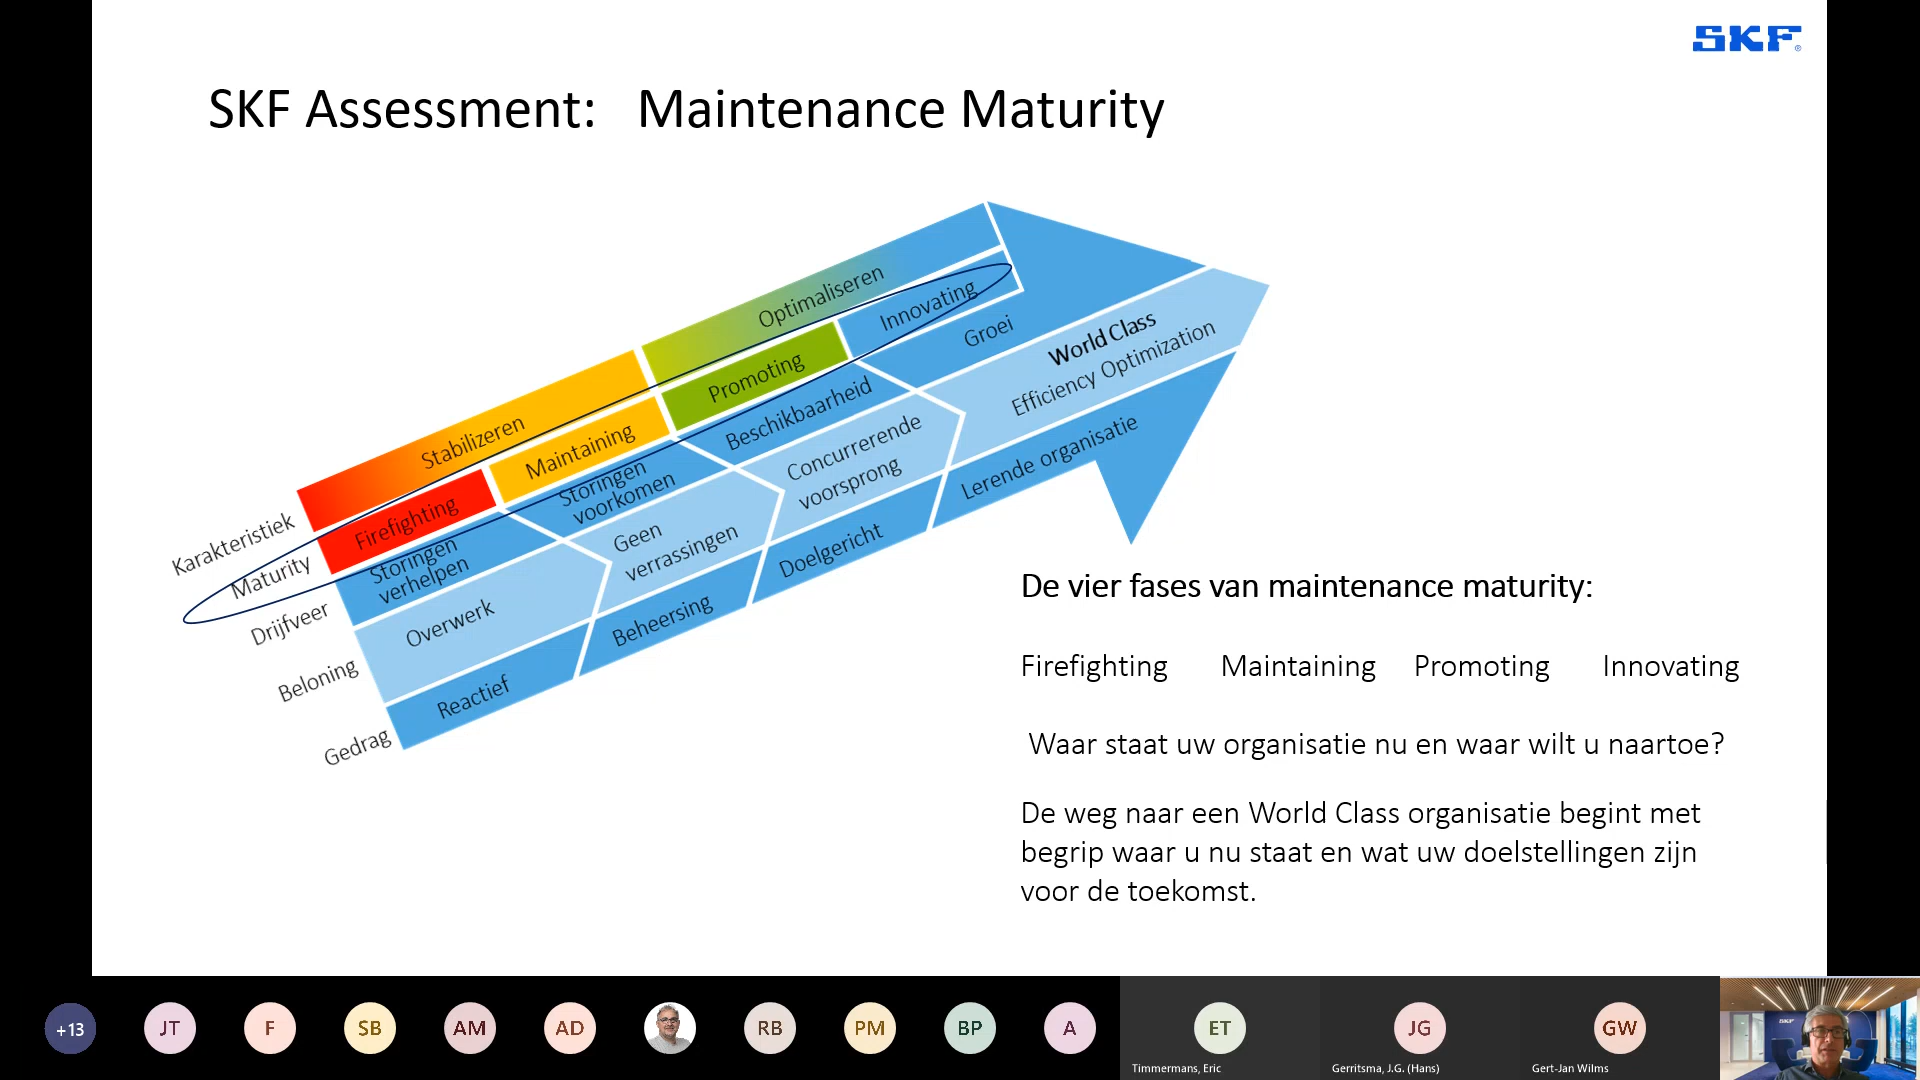 SKF
SKF Assessment: Maintenance Maturity
Karakteristiek
Stabilizeren
Optimaliseren
Maturity
Firefighting
Maintaining
Promoting
Innovating
Drijfveer
Storingen
verhelpen
Storingen
voorkomen
Beschikbaarheid
Groei
Beloning
Overwerk
Geen
verrassingen
Concurrerende
voorsprong
World Class
Efficiency Optimization
Gedrag
Reactief
Beheersing
Doelgericht
Lerende organisatie
De vier fases van maintenance maturity:
Firefighting Maintaining Promoting Innovating
Waar staat uw organisatie nu en waar wilt u naartoe?
De weg naar een World Class organisatie begint met
begrip waar u nu staat en wat uw doelstellingen zijn
voor de toekomst.
+13 JT F SB AM AD RB PM BP A ET JG GW
Timmermans, Eric Gerritsma, J.G. (Hans) Gert-Jan Wilms
SKF